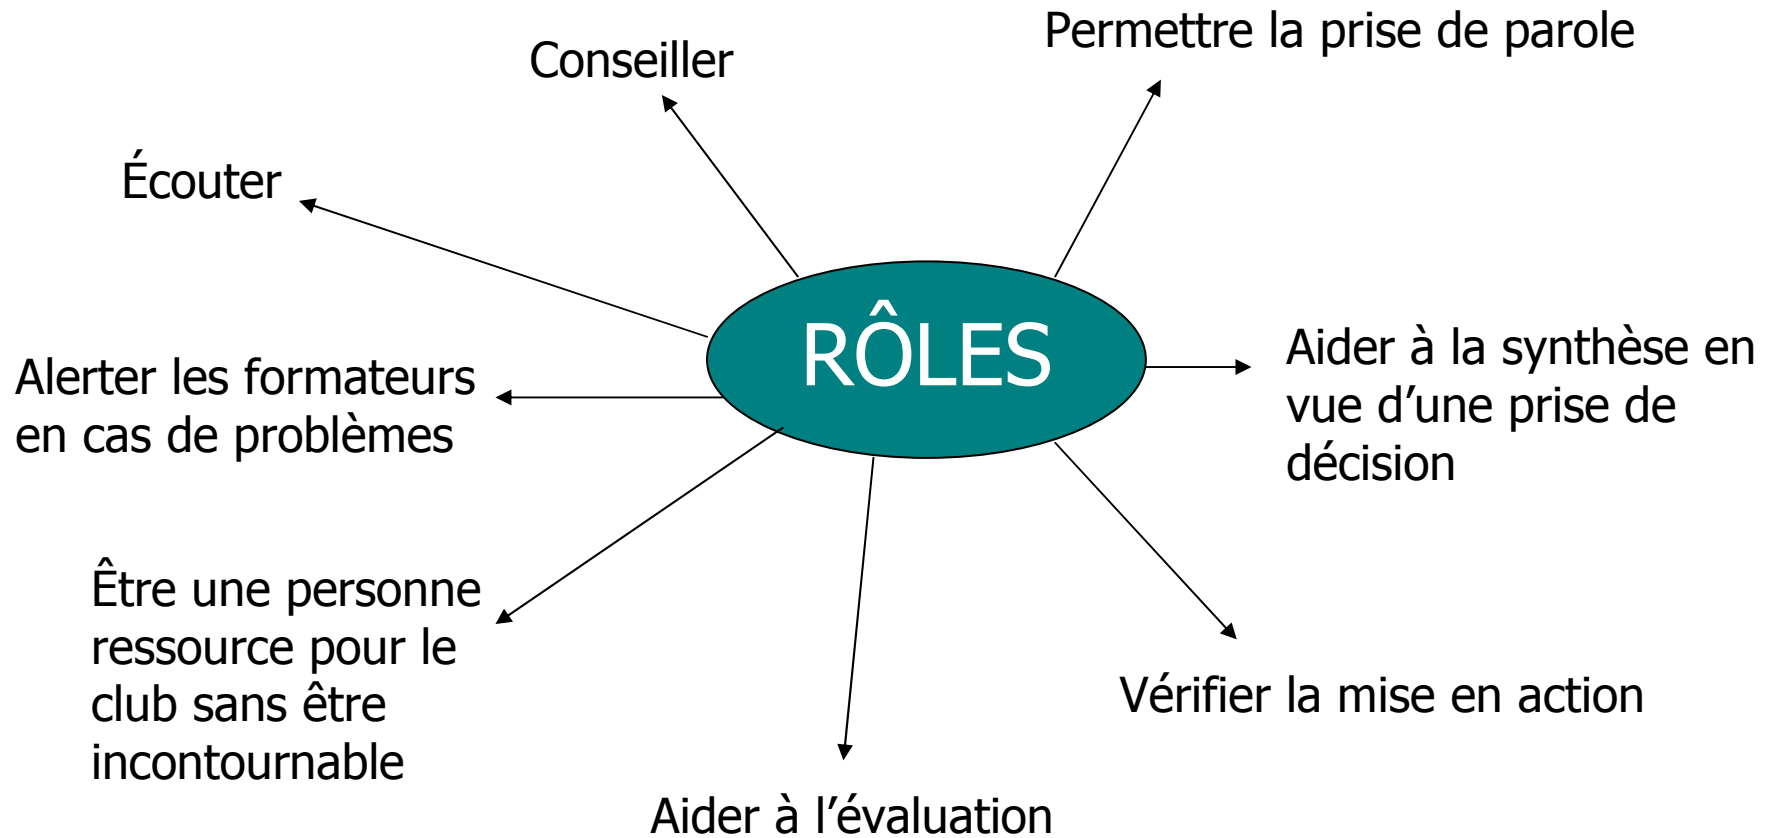 Permettre la prise de parole
Conseiller
Écouter
RÔLES
Aider à la synthèse en
vue d’une prise de
décision
Alerter les formateurs
en cas de problèmes
Être une personne
ressource pour le
club sans être
incontournable
Vérifier la mise en action
Aider à l’évaluation